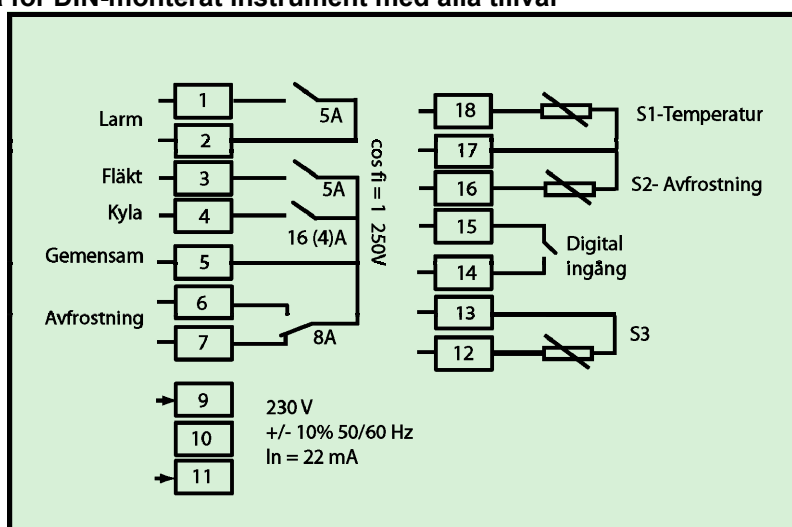 för DIN-monterat instrument med alla tillval
Larm
1
5A
2
Fläkt
3
5A
Kyla
4
16 (4)A
Gemensam
5
Avfrostning
6
7
8A
cos fi = 1 250V
9
10
11
230 V
+/- 10% 50/60 Hz
In = 22 mA
18
S1-Temperatur
17
16
S2- Avfrostning
15
Digital
ingång
14
13
S3
12